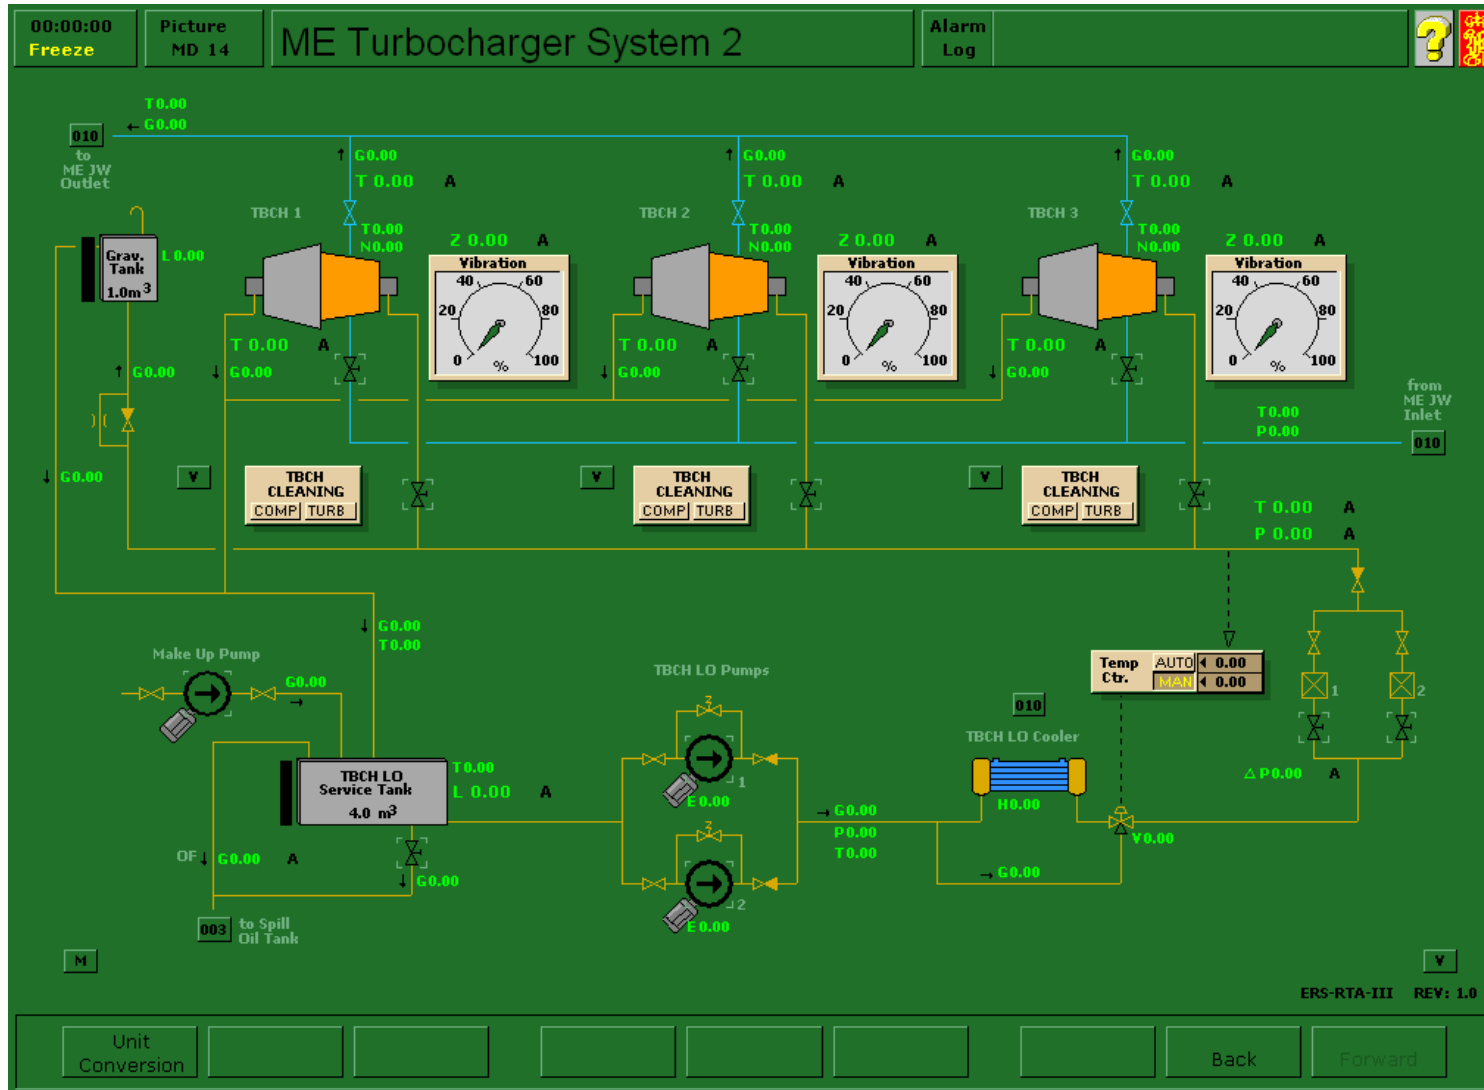 00:00:00
Freeze
Picture
MD 14
ME Turbocharger System 2
Alarm
Log
?
T0.00
G0.00
010
to
ME JW
Outlet
G0.00
T 0.00 A
G0.00
T 0.00 A
G0.00
T 0.00 A
TBCH 1
TBCH 2
TBCH 3
T0.00
N0.00
T0.00
N0.00
T0.00
N0.00
Z 0.00 A
Z 0.00 A
Z 0.00 A
Grav.
Tank
1.0m3
L 0.00
Vibration
0 20 40 60 80 100
%
Vibration
0 20 40 60 80 100
%
Vibration
0 20 40 60 80 100
%
T 0.00 A
G0.00
T 0.00 A
G0.00
T 0.00 A
G0.00
G0.00
from
ME JW
Inlet
010
T0.00
P0.00
G0.00
V
TBCH
CLEANING
COMP TURB
V
TBCH
CLEANING
COMP TURB
V
TBCH
CLEANING
COMP TURB
T 0.00 A
P 0.00 A
G0.00
T0.00
Make Up Pump
G0.00
TBCH LO Pumps
Temp
Ctr.
AUTO 0.00
MAN 0.00
1
2
010
TBCH LO Cooler
H0.00
TBCH LO
Service Tank
4.0 m3
T0.00
L 0.00 A
Z
1
E0.00
Z
2
E0.00
G0.00
P0.00
T0.00
G0.00
V0.00
△ P0.00 A
OF
G0.00 A
G0.00
003
to Spill
Oil Tank
M
V
ERS-RTA-III REV: 1.0
Unit
Conversion
Back
Forward